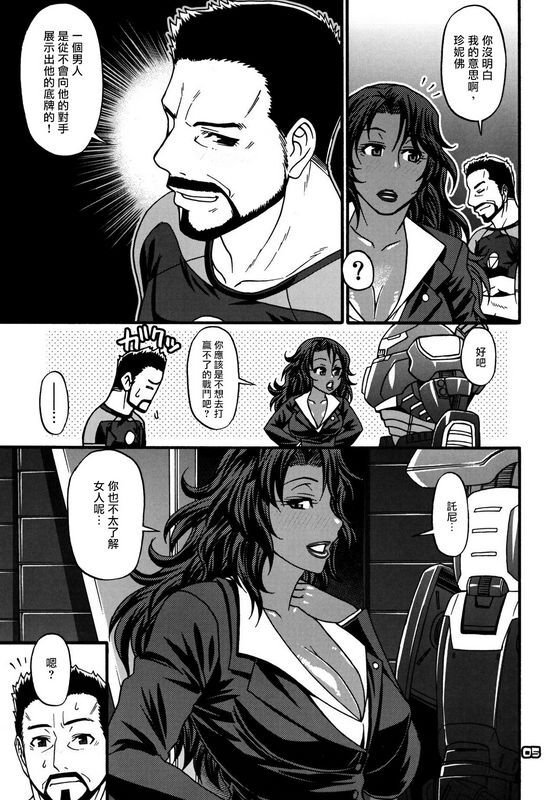 你沒明白
我的意思啊，
珍妮佛
?
一個男人
是從不會向他的對手
展示出他的底牌的！
好吧
你應該是不想去打
贏不了的戰鬥吧？
ガクッ
…！
託尼…
你也不太了解
女人呢…
嗯？
05